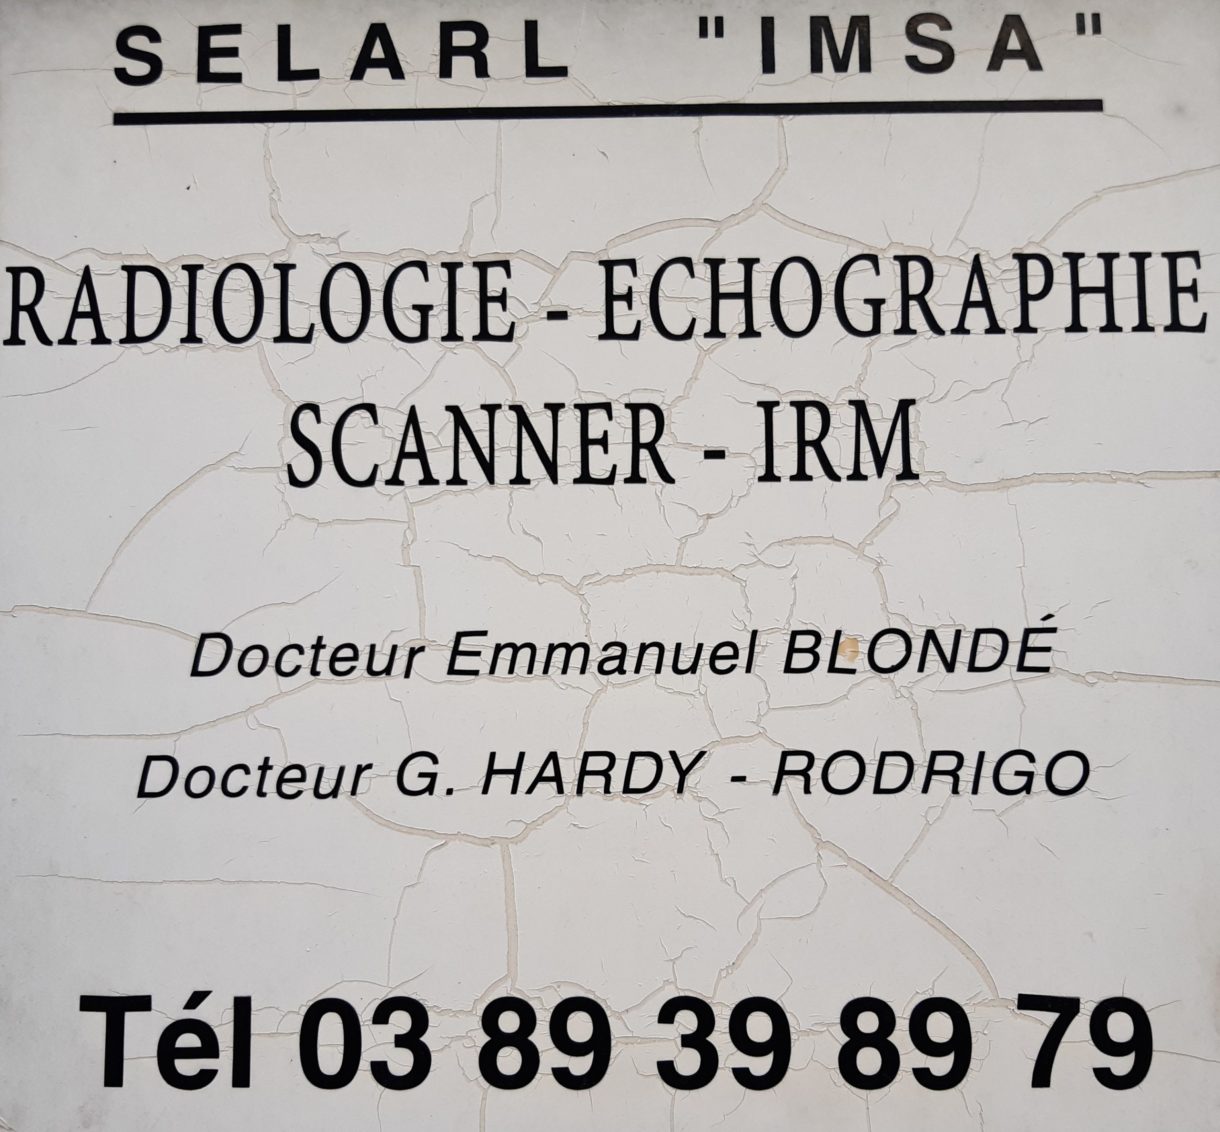 SELARL "IMSA"
RADIOLOGIE - ECHOGRAPHIE
SCANNER - IRM
Docteur Emmanuel BLONDÉ
Docteur G. HARDY - RODRIGO
Tél 03 89 39 89 79